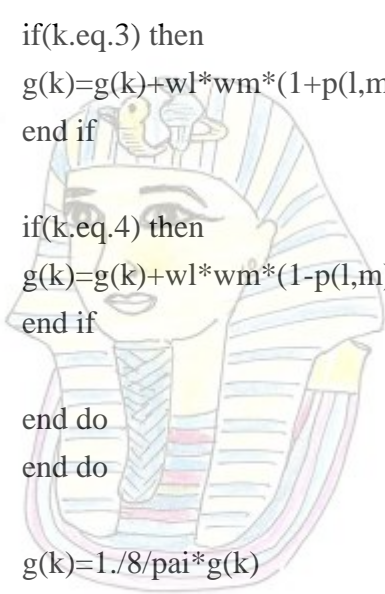 if(k.eq.3) then
g(k)=g(k)+wl*wm*(1+p(l,m
end if
if(k.eq.4) then
g(k)=g(k)+wl*wm*(1-p(l,m)
end if
end do
end do
g(k)=1./8/pai*g(k)